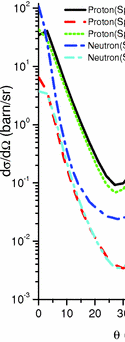 Proton(Sp
Proton(Sp
Proton(Sp
Neutron(S
Neutron(S
dσ/dΩ (barn/sr)
10²
10¹
10⁰
10⁻¹
10⁻²
10⁻³
0 10 20 30
θ (